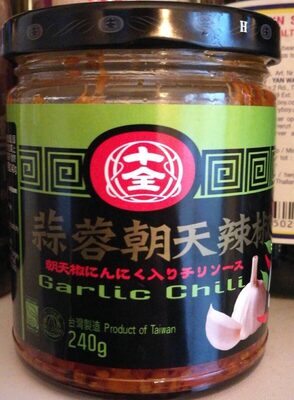 H
十全
蒜蓉朝天辣椒
朝天椒にんにく入りチリソース
Garlic Chili
台灣製造 Product of Taiwan
240g